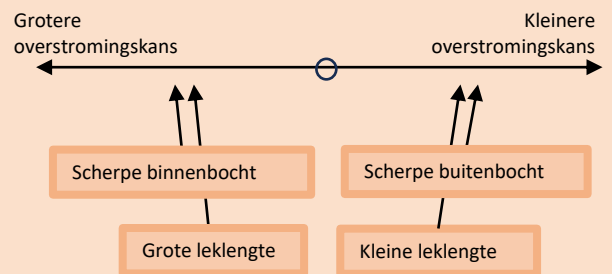 Grotere
overstromingskans
Kleinere
overstromingskans
Scherpe binnenbocht
Scherpe buitenbocht
Grote leklengte
Kleine leklengte